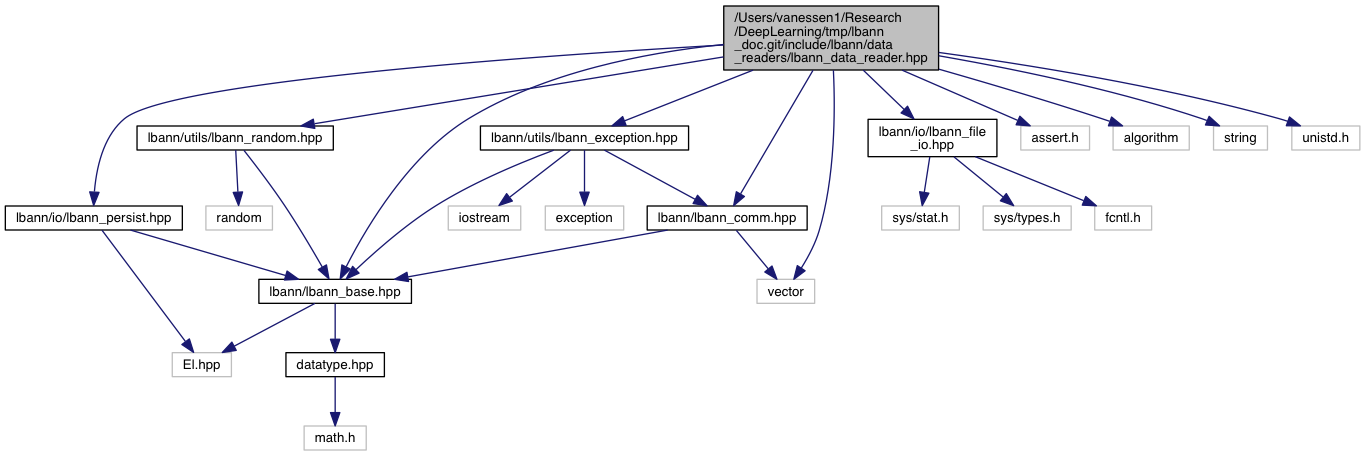 /Users/vanessen1/Research
/DeepLearning/tmp/lbann
_doc.git/include/lbann/data
_readers/lbann_data_reader.hpp
lbann/utils/lbann_random.hpp
lbann/utils/lbann_exception.hpp
lbann/io/lbann_file
_io.hpp
assert.h
algorithm
string
unistd.h
lbann/io/lbann_persist.hpp
random
iostream
exception
lbann/lbann_comm.hpp
sys/stat.h
sys/types.h
fcntl.h
lbann/lbann_base.hpp
vector
El.hpp
datatype.hpp
math.h